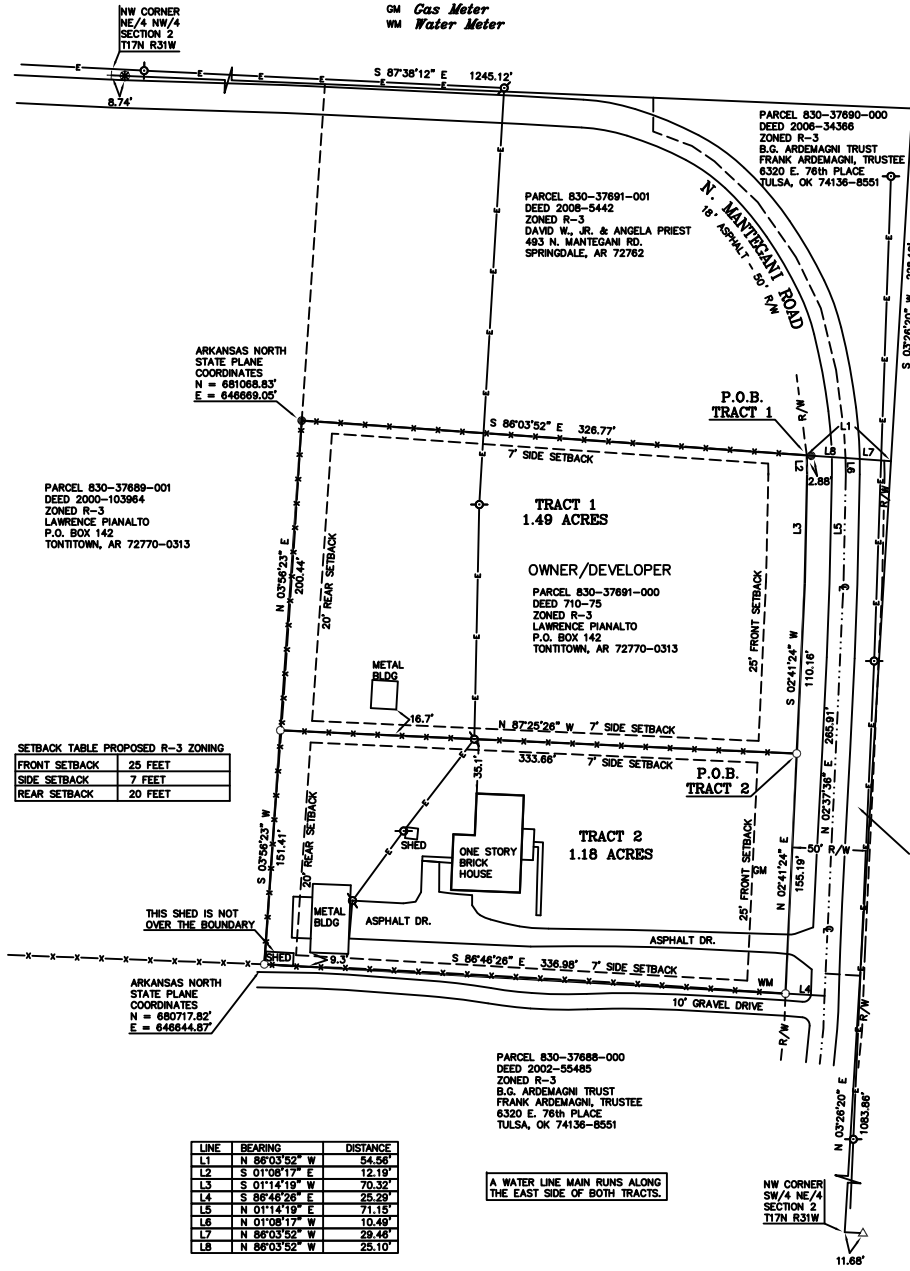 GM Gas Meter
WM Water Meter
NW CORNER
NE/4 NW/4
SECTION 2
T17N R31W
S 87°38'12" E 1245.12'
8.74'
PARCEL 830-37690-000
DEED 2006-34366
ZONED R-3
B.G. ARDEMAGNI TRUST
FRANK ARDEMAGNI, TRUSTEE
6320 E. 76th PLACE
TULSA, OK 74136-8551
PARCEL 830-37691-001
DEED 2008-5442
ZONED R-3
DAVID W., JR. & ANGELA PRIEST
493 N. MANTEGANI RD.
SPRINGDALE, AR 72762
N. MANTEGANI ROAD
18' ASPHALT - 50' R/W
S 03°26'20" W
ARKANSAS NORTH
STATE PLANE
COORDINATES
N = 681068.83'
E = 646669.05'
P.O.B.
TRACT 1
R/W
S 86°03'52" E 326.77'
7' SIDE SETBACK
L1
L8
L7
L2
L6
2.88'
R/W
L3
L5
PARCEL 830-37689-001
DEED 2000-103964
ZONED R-3
LAWRENCE PIANALTO
P.O. BOX 142
TONTITOWN, AR 72770-0313
TRACT 1
1.49 ACRES
N 03°56'23" E
200.44'
20' REAR SETBACK
OWNER/DEVELOPER
PARCEL 830-37691-000
DEED 710-75
ZONED R-3
LAWRENCE PIANALTO
P.O. BOX 142
TONTITOWN, AR 72770-0313
25' FRONT SETBACK
S 02°41'24" W
110.16'
METAL
BLDG
16.7'
N 87°25'26" W 7' SIDE SETBACK
333.66' 7' SIDE SETBACK
35.1'
N 02°37'36" E 265.91'
SETBACK TABLE PROPOSED R-3 ZONING
FRONT SETBACK 25 FEET
SIDE SETBACK 7 FEET
REAR SETBACK 20 FEET
P.O.B.
TRACT 2
S 03°56'23" W
151.41'
20' REAR SETBACK
SHED
ONE STORY
BRICK
HOUSE
TRACT 2
1.18 ACRES
25' FRONT SETBACK
GM
N 02°41'24" E
155.19'
50' R/W
THIS SHED IS NOT
OVER THE BOUNDARY
METAL
BLDG
ASPHALT DR.
ASPHALT DR.
SHED
9.3'
S 86°46'26" E 336.98' 7' SIDE SETBACK
WM
L4
10' GRAVEL DRIVE
R/W
R/W
ARKANSAS NORTH
STATE PLANE
COORDINATES
N = 680717.82'
E = 646644.87'
PARCEL 830-37688-000
DEED 2002-55485
ZONED R-3
B.G. ARDEMAGNI TRUST
FRANK ARDEMAGNI, TRUSTEE
6320 E. 76th PLACE
TULSA, OK 74136-8551
N 03°26'20" E
1083.86'
LINE BEARING DISTANCE
L1 N 86°03'52" W 54.56'
L2 S 01°08'17" E 12.19'
L3 S 01°14'19" W 70.32'
L4 S 86°46'26" E 25.29'
L5 N 01°14'19" E 71.15'
L6 N 01°08'17" W 10.49'
L7 N 86°03'52" W 29.46'
L8 N 86°03'52" W 25.10'
A WATER LINE MAIN RUNS ALONG
THE EAST SIDE OF BOTH TRACTS.
NW CORNER
SW/4 NE/4
SECTION 2
T17N R31W
11.68'